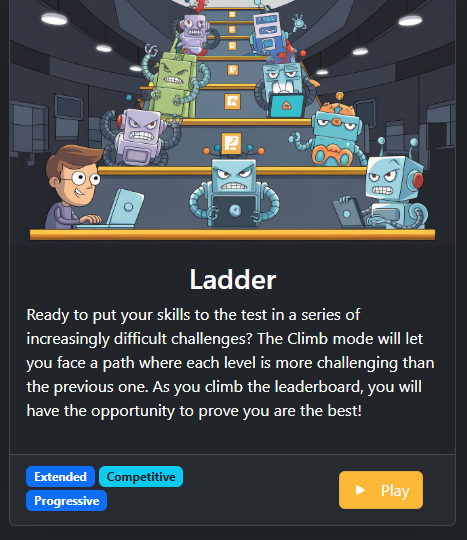 Ladder
Ready to put your skills to the test in a series of
increasingly difficult challenges? The Climb mode will let
you face a path where each level is more challenging than
the previous one. As you climb the leaderboard, you will
have the opportunity to prove you are the best!
Extended Competitive
Progressive
Play